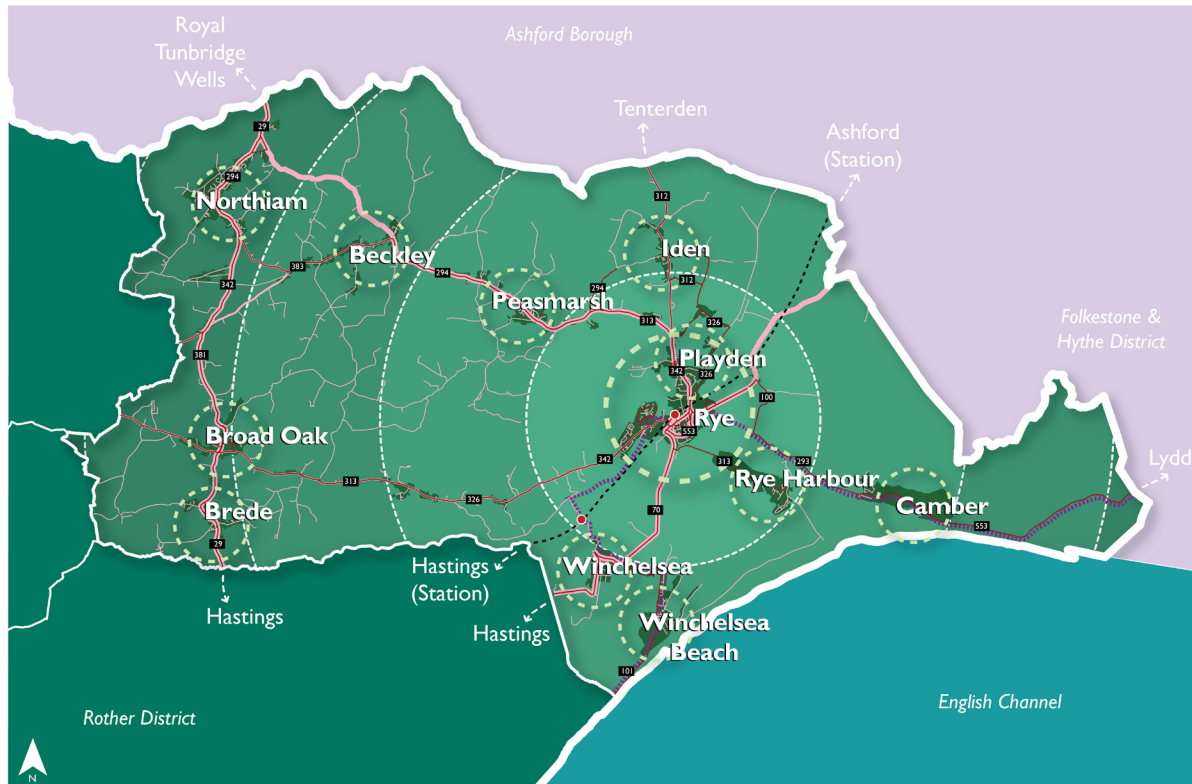 Royal
Tunbridge
Wells
Ashford Borough
Tenterden
Ashford
(Station)
29
294
Northiam
312
Iden
Beckley
383
294
342
312
294
Peasmarsh
313
326
Folkestone &
Hythe District
381
Playden
342
326
100
Rye
553
Broad Oak
342
313
293
Lydd
Rye Harbour
313
326
Camber
Brede
70
553
29
Hastings
(Station)
Winchelsea
Hastings
Hastings
Winchelsea
Beach
101
Rother District
English Channel
N